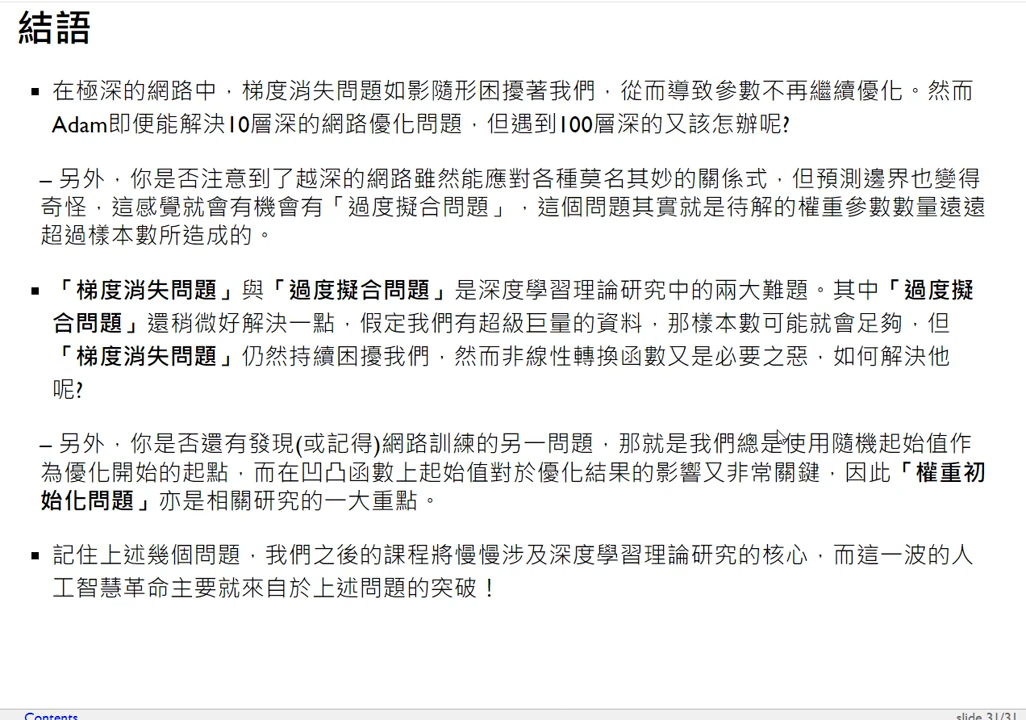 結語
▪ 在極深的網路中，梯度消失問題如影隨形困擾著我們，從而導致參數不再繼續優化。然而
Adam即便能解決10層深的網路優化問題，但遇到100層深的又該怎辦呢?
– 另外，你是否注意到了越深的網路雖然能應對各種莫名其妙的關係式，但預測邊界也變得
奇怪，這感覺就會有機會有「過度擬合問題」，這個問題其實就是待解的權重參數數量遠遠
超過樣本數所造成的。
▪ 「梯度消失問題」與「過度擬合問題」是深度學習理論研究中的兩大難題。其中「過度擬
合問題」還稍微好解決一點，假定我們有超級巨量的資料，那樣本數可能就會足夠，但
「梯度消失問題」仍然持續困擾我們，然而非線性轉換函數又是必要之惡，如何解決他
呢?
– 另外，你是否還有發現(或記得)網路訓練的另一問題，那就是我們總是使用隨機起始值作
為優化開始的起點，而在凹凸函數上起始值對於優化結果的影響又非常關鍵，因此「權重初
始化問題」亦是相關研究的一大重點。
▪ 記住上述幾個問題，我們之後的課程將慢慢涉及深度學習理論研究的核心，而這一波的人
工智慧革命主要就來自於上述問題的突破！
Contents
slide 31/31